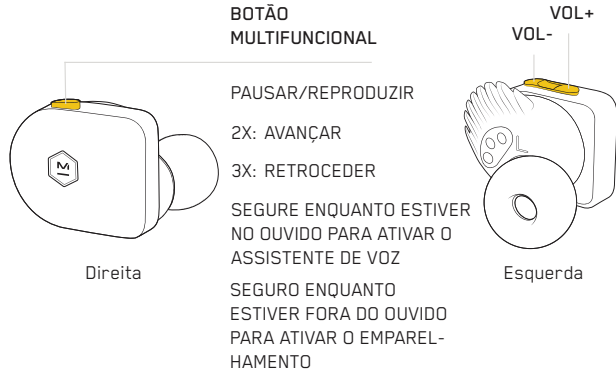 BOTÃO
MULTIFUNCIONAL
PAUSAR/REPRODUZIR
2X: AVANÇAR
3X: RETROCEDER
SEGURE ENQUANTO ESTIVER
NO OUVIDO PARA ATIVAR O
ASSISTENTE DE VOZ
SEGURO ENQUANTO
ESTIVER FORA DO OUVIDO
PARA ATIVAR O EMPAREL-
HAMENTO
Direita
VOL+
VOL-
L
Esquerda